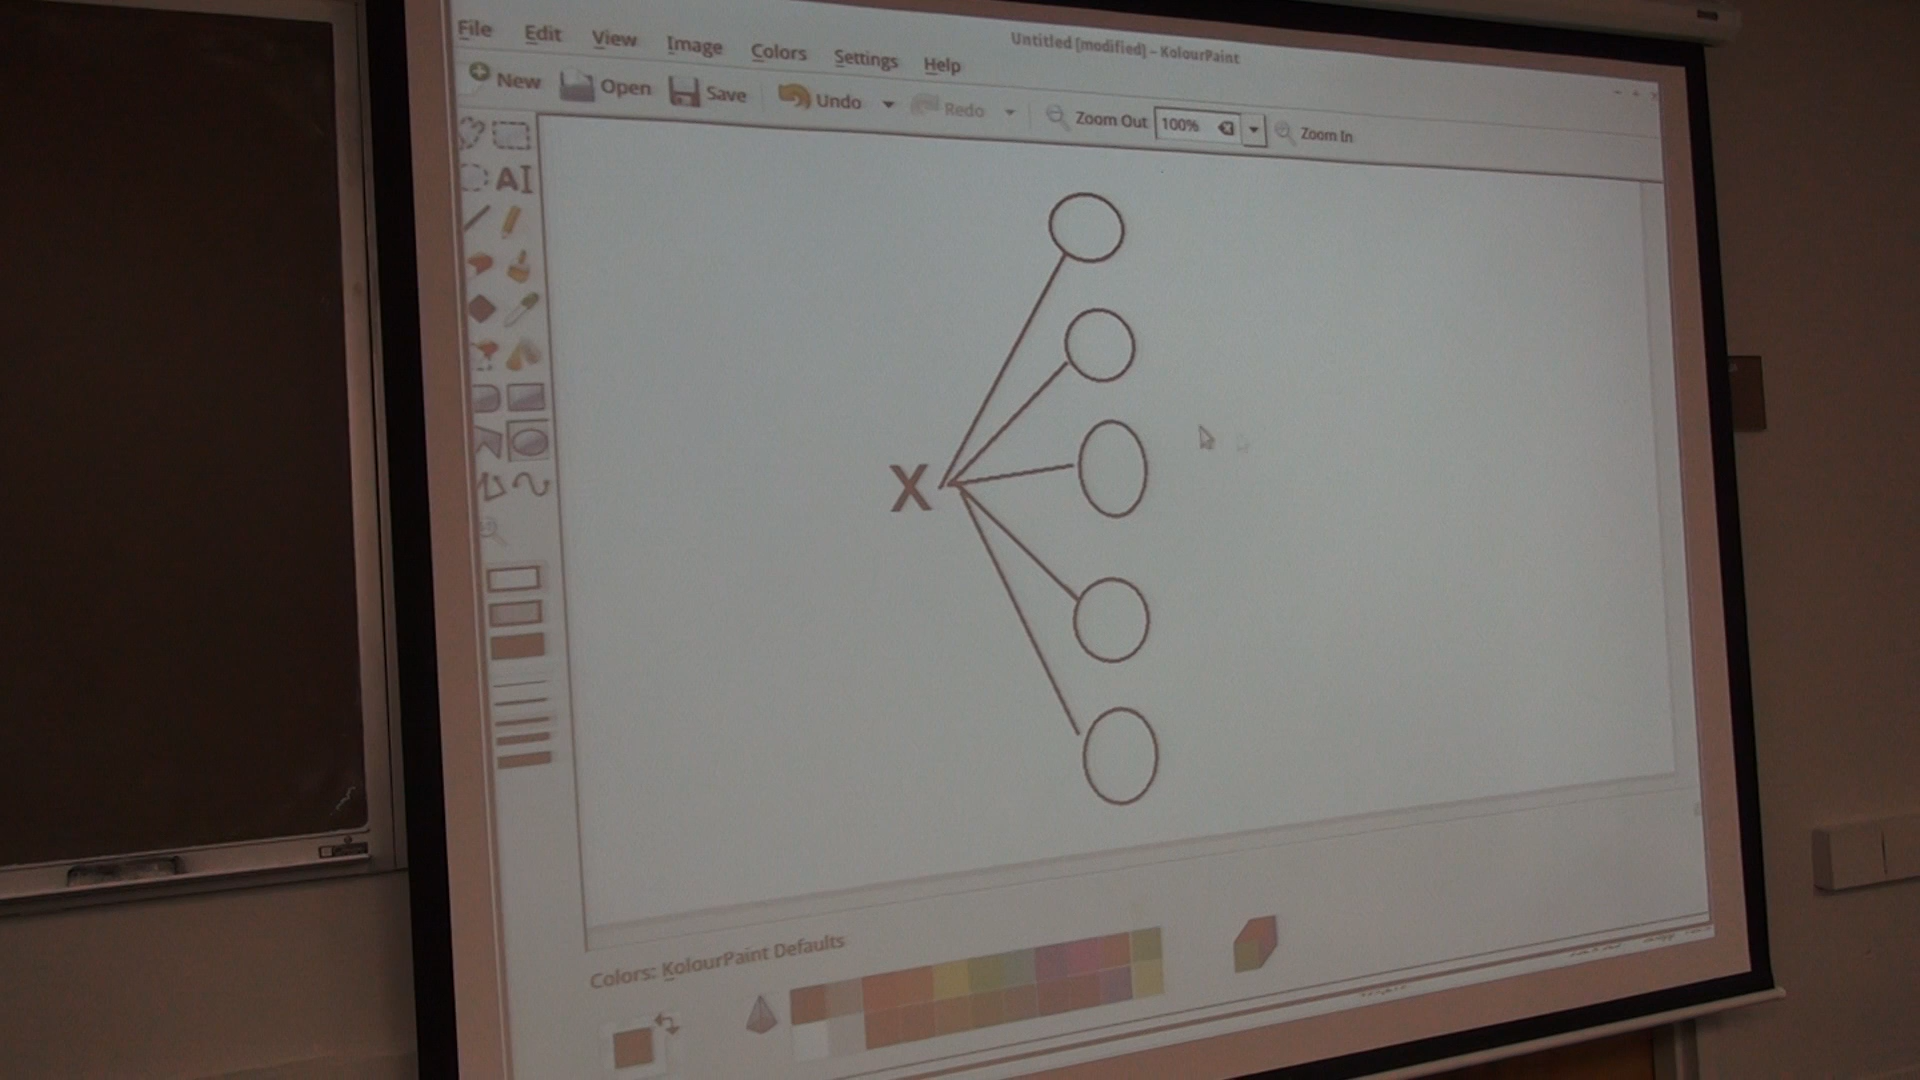 Untitled [modified] – KolourPaint
File Edit View Image Colors Settings Help
New Open Save Undo Redo Zoom Out 100% Zoom In
AI
X
Colors: KolourPaint Defaults